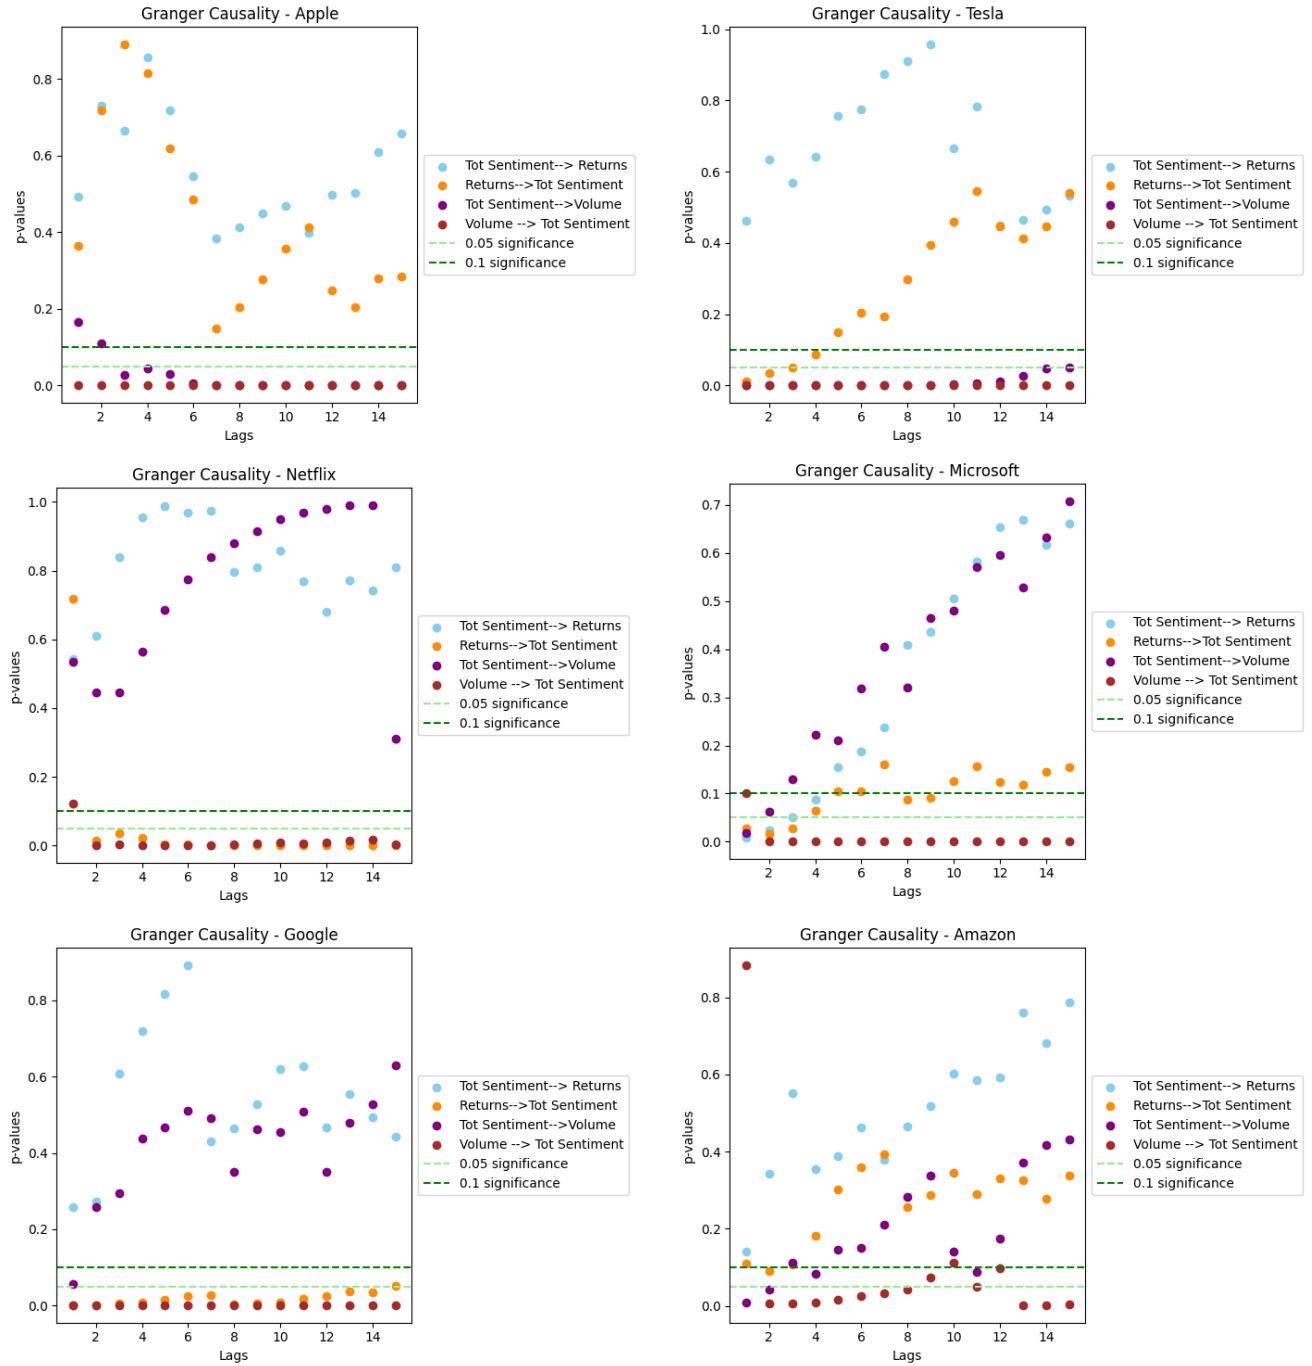 Granger Causality - Apple
p-values
0.8
0.6
0.4
0.2
0.0
2 4 6 8 10 12 14
Lags
Tot Sentiment--> Returns
Returns-->Tot Sentiment
Tot Sentiment-->Volume
Volume --> Tot Sentiment
0.05 significance
0.1 significance
Granger Causality - Tesla
p-values
1.0
0.8
0.6
0.4
0.2
0.0
2 4 6 8 10 12 14
Lags
Tot Sentiment--> Returns
Returns-->Tot Sentiment
Tot Sentiment-->Volume
Volume --> Tot Sentiment
0.05 significance
0.1 significance
Granger Causality - Netflix
p-values
1.0
0.8
0.6
0.4
0.2
0.0
2 4 6 8 10 12 14
Lags
Tot Sentiment--> Returns
Returns-->Tot Sentiment
Tot Sentiment-->Volume
Volume --> Tot Sentiment
0.05 significance
0.1 significance
Granger Causality - Microsoft
p-values
0.7
0.6
0.5
0.4
0.3
0.2
0.1
0.0
2 4 6 8 10 12 14
Lags
Tot Sentiment--> Returns
Returns-->Tot Sentiment
Tot Sentiment-->Volume
Volume --> Tot Sentiment
0.05 significance
0.1 significance
Granger Causality - Google
p-values
0.8
0.6
0.4
0.2
0.0
2 4 6 8 10 12 14
Lags
Tot Sentiment--> Returns
Returns-->Tot Sentiment
Tot Sentiment-->Volume
Volume --> Tot Sentiment
0.05 significance
0.1 significance
Granger Causality - Amazon
p-values
0.8
0.6
0.4
0.2
0.0
2 4 6 8 10 12 14
Lags
Tot Sentiment--> Returns
Returns-->Tot Sentiment
Tot Sentiment-->Volume
Volume --> Tot Sentiment
0.05 significance
0.1 significance